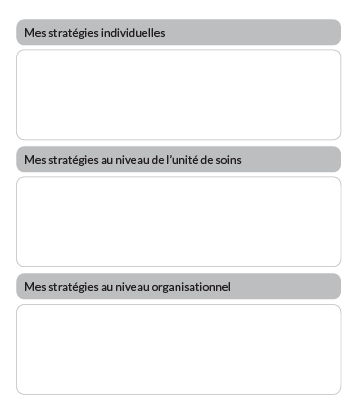 Mes stratégies individuelles
Mes stratégies au niveau de l’unité de soins
Mes stratégies au niveau organisationnel